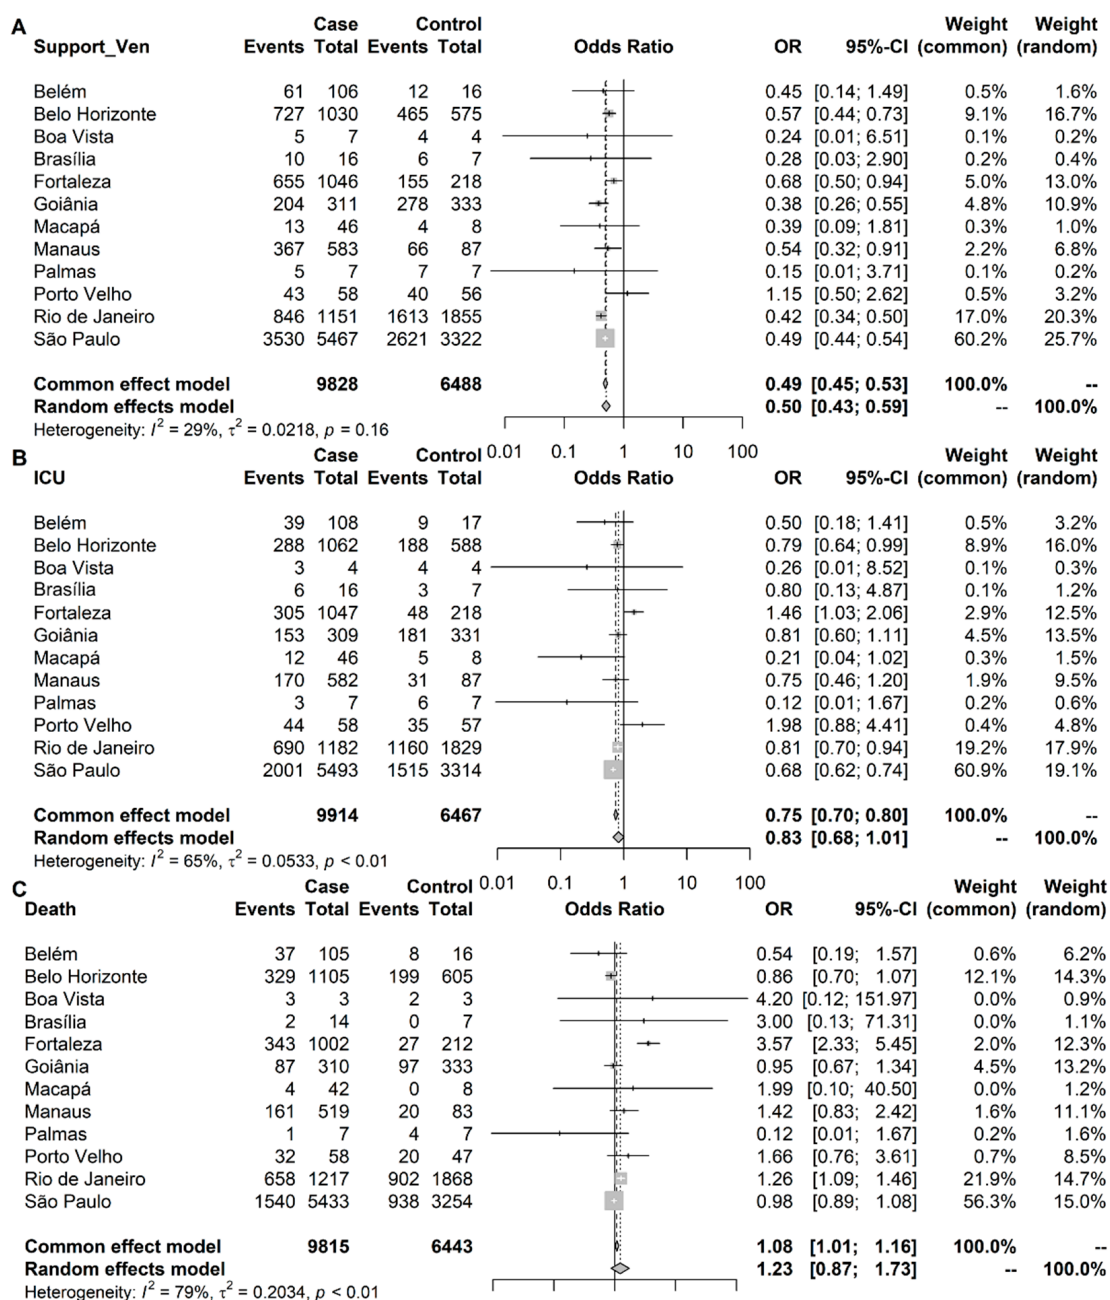 A
Case Control Weight Weight
Support_Ven Events Total Events Total Odds Ratio OR 95%-CI (common) (random)
Belém 61 106 12 16 0.45 [0.14; 1.49] 0.5% 1.6%
Belo Horizonte 727 1030 465 575 0.57 [0.44; 0.73] 9.1% 16.7%
Boa Vista 5 7 4 4 0.24 [0.01; 6.51] 0.1% 0.2%
Brasília 10 16 6 7 0.28 [0.03; 2.90] 0.2% 0.4%
Fortaleza 655 1046 155 218 0.68 [0.50; 0.94] 5.0% 13.0%
Goiânia 204 311 278 333 0.38 [0.26; 0.55] 4.8% 10.9%
Macapá 13 46 4 8 0.39 [0.09; 1.81] 0.3% 1.0%
Manaus 367 583 66 87 0.54 [0.32; 0.91] 2.2% 6.8%
Palmas 5 7 7 7 0.15 [0.01; 3.71] 0.1% 0.2%
Porto Velho 43 58 40 56 1.15 [0.50; 2.62] 0.5% 3.2%
Rio de Janeiro 846 1151 1613 1855 0.42 [0.34; 0.50] 17.0% 20.3%
São Paulo 3530 5467 2621 3322 0.49 [0.44; 0.54] 60.2% 25.7%
Common effect model 9828 6488 0.49 [0.45; 0.53] 100.0% --
Random effects model 0.50 [0.43; 0.59] -- 100.0%
Heterogeneity: I² = 29%, τ² = 0.0218, p = 0.16
0.01 0.1 1 10 100
B
Case Control Weight Weight
ICU Events Total Events Total Odds Ratio OR 95%-CI (common) (random)
Belém 39 108 9 17 0.50 [0.18; 1.41] 0.5% 3.2%
Belo Horizonte 288 1062 188 588 0.79 [0.64; 0.99] 8.9% 16.0%
Boa Vista 3 4 4 4 0.26 [0.01; 8.52] 0.1% 0.3%
Brasília 6 16 3 7 0.80 [0.13; 4.87] 0.1% 1.2%
Fortaleza 305 1047 48 218 1.46 [1.03; 2.06] 2.9% 12.5%
Goiânia 153 309 181 331 0.81 [0.60; 1.11] 4.5% 13.5%
Macapá 12 46 5 8 0.21 [0.04; 1.02] 0.3% 1.5%
Manaus 170 582 31 87 0.75 [0.46; 1.20] 1.9% 9.5%
Palmas 3 7 6 7 0.12 [0.01; 1.67] 0.2% 0.6%
Porto Velho 44 58 35 57 1.98 [0.88; 4.41] 0.4% 4.8%
Rio de Janeiro 690 1182 1160 1829 0.81 [0.70; 0.94] 19.2% 17.9%
São Paulo 2001 5493 1515 3314 0.68 [0.62; 0.74] 60.9% 19.1%
Common effect model 9914 6467 0.75 [0.70; 0.80] 100.0% --
Random effects model 0.83 [0.68; 1.01] -- 100.0%
Heterogeneity: I² = 65%, τ² = 0.0533, p < 0.01
0.01 0.1 1 10 100
C
Case Control Weight Weight
Death Events Total Events Total Odds Ratio OR 95%-CI (common) (random)
Belém 37 105 8 16 0.54 [0.19; 1.57] 0.6% 6.2%
Belo Horizonte 329 1105 199 605 0.86 [0.70; 1.07] 12.1% 14.3%
Boa Vista 3 3 2 3 4.20 [0.12; 151.97] 0.0% 0.9%
Brasília 2 14 0 7 3.00 [0.13; 71.31] 0.0% 1.1%
Fortaleza 343 1002 27 212 3.57 [2.33; 5.45] 2.0% 12.3%
Goiânia 87 310 97 333 0.95 [0.67; 1.34] 4.5% 13.2%
Macapá 4 42 0 8 1.99 [0.10; 40.50] 0.0% 1.2%
Manaus 161 519 20 83 1.42 [0.83; 2.42] 1.6% 11.1%
Palmas 1 7 4 7 0.12 [0.01; 1.67] 0.2% 1.6%
Porto Velho 32 58 20 47 1.66 [0.76; 3.61] 0.7% 8.5%
Rio de Janeiro 658 1217 902 1868 1.26 [1.09; 1.46] 21.9% 14.7%
São Paulo 1540 5433 938 3254 0.98 [0.89; 1.08] 56.3% 15.0%
Common effect model 9815 6443 1.08 [1.01; 1.16] 100.0% --
Random effects model 1.23 [0.87; 1.73] -- 100.0%
Heterogeneity: I² = 79%, τ² = 0.2034, p < 0.01